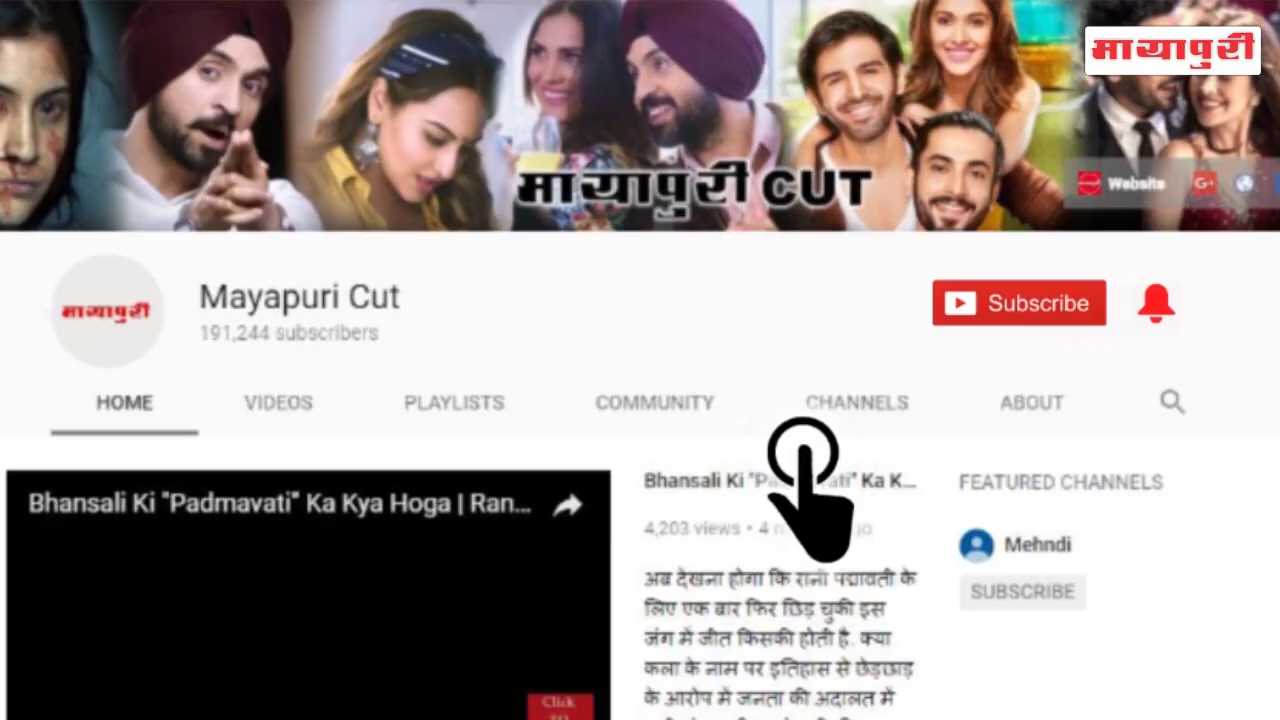 मायापुरी
मायापुरी CUT
Website
G+
मायापुरी
Mayapuri Cut
191,244 subscribers
Subscribe
HOME
VIDEOS
PLAYLISTS
COMMUNITY
CHANNELS
ABOUT
Bhansali Ki "Padmavati" Ka Kya Hoga | Ran...
Click
TO
Bhansali Ki "Padmavati" Ka K...
4,203 views • 4
अब देखना होगा कि रानी पद्मावती के
लिए एक बार फिर छिड़ चुकी इस
जंग में जीत किसकी होती है. क्या
कला के नाम पर इतिहास से छेड़छाड़
के आरोप में जनता की अदालत में
FEATURED CHANNELS
Mehndi
SUBSCRIBE